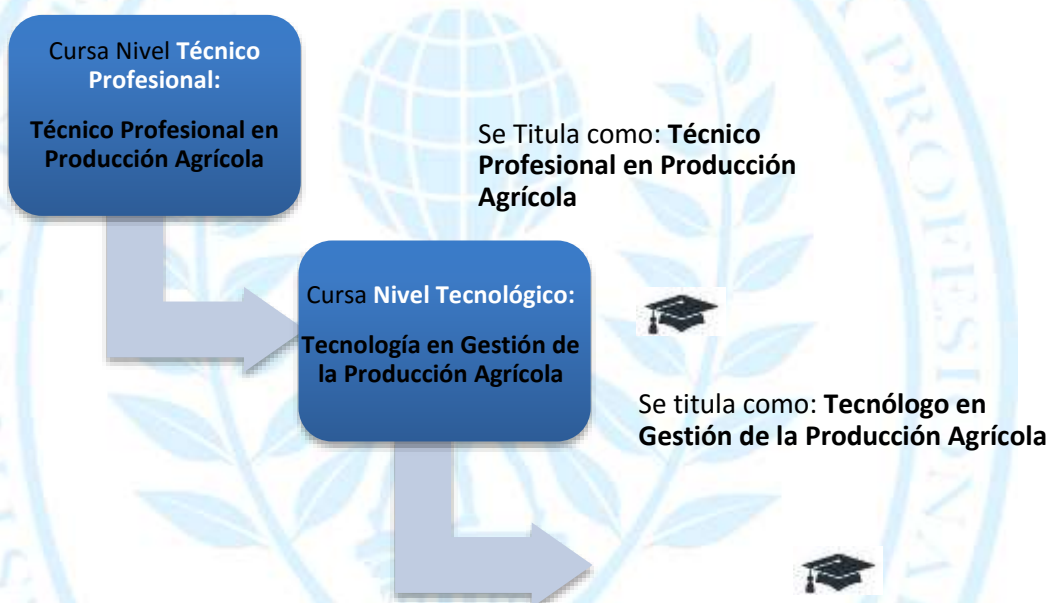 Cursa Nivel Técnico
Profesional:
Técnico Profesional en
Producción Agrícola
Se Titula como: Técnico
Profesional en Producción
Agrícola
Cursa Nivel Tecnológico:
Tecnología en Gestión de
la Producción Agrícola
Se titula como: Tecnólogo en
Gestión de la Producción Agrícola